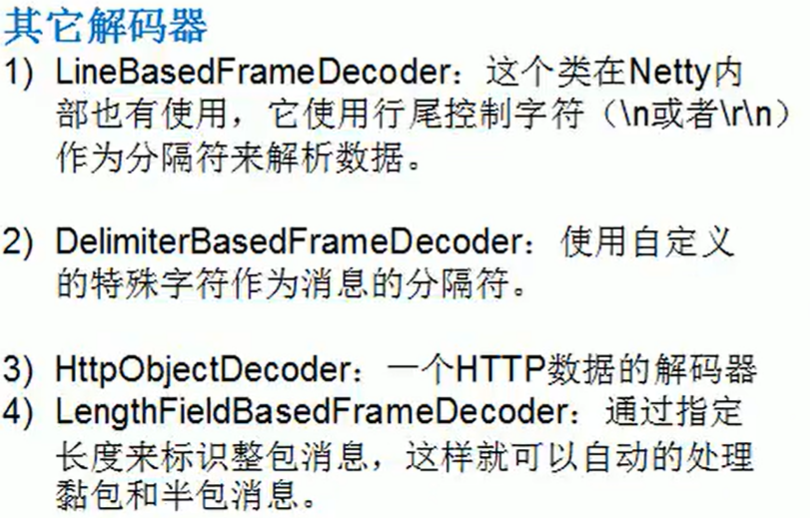 其它解码器
1) LineBasedFrameDecoder：这个类在Netty内
部也有使用，它使用行尾控制字符（\n或者\r\n）
作为分隔符来解析数据。
2) DelimiterBasedFrameDecoder：使用自定义
的特殊字符作为消息的分隔符。
3) HttpObjectDecoder：一个HTTP数据的解码器
4) LengthFieldBasedFrameDecoder：通过指定
长度来标识整包消息，这样就可以自动的处理
黏包和半包消息。